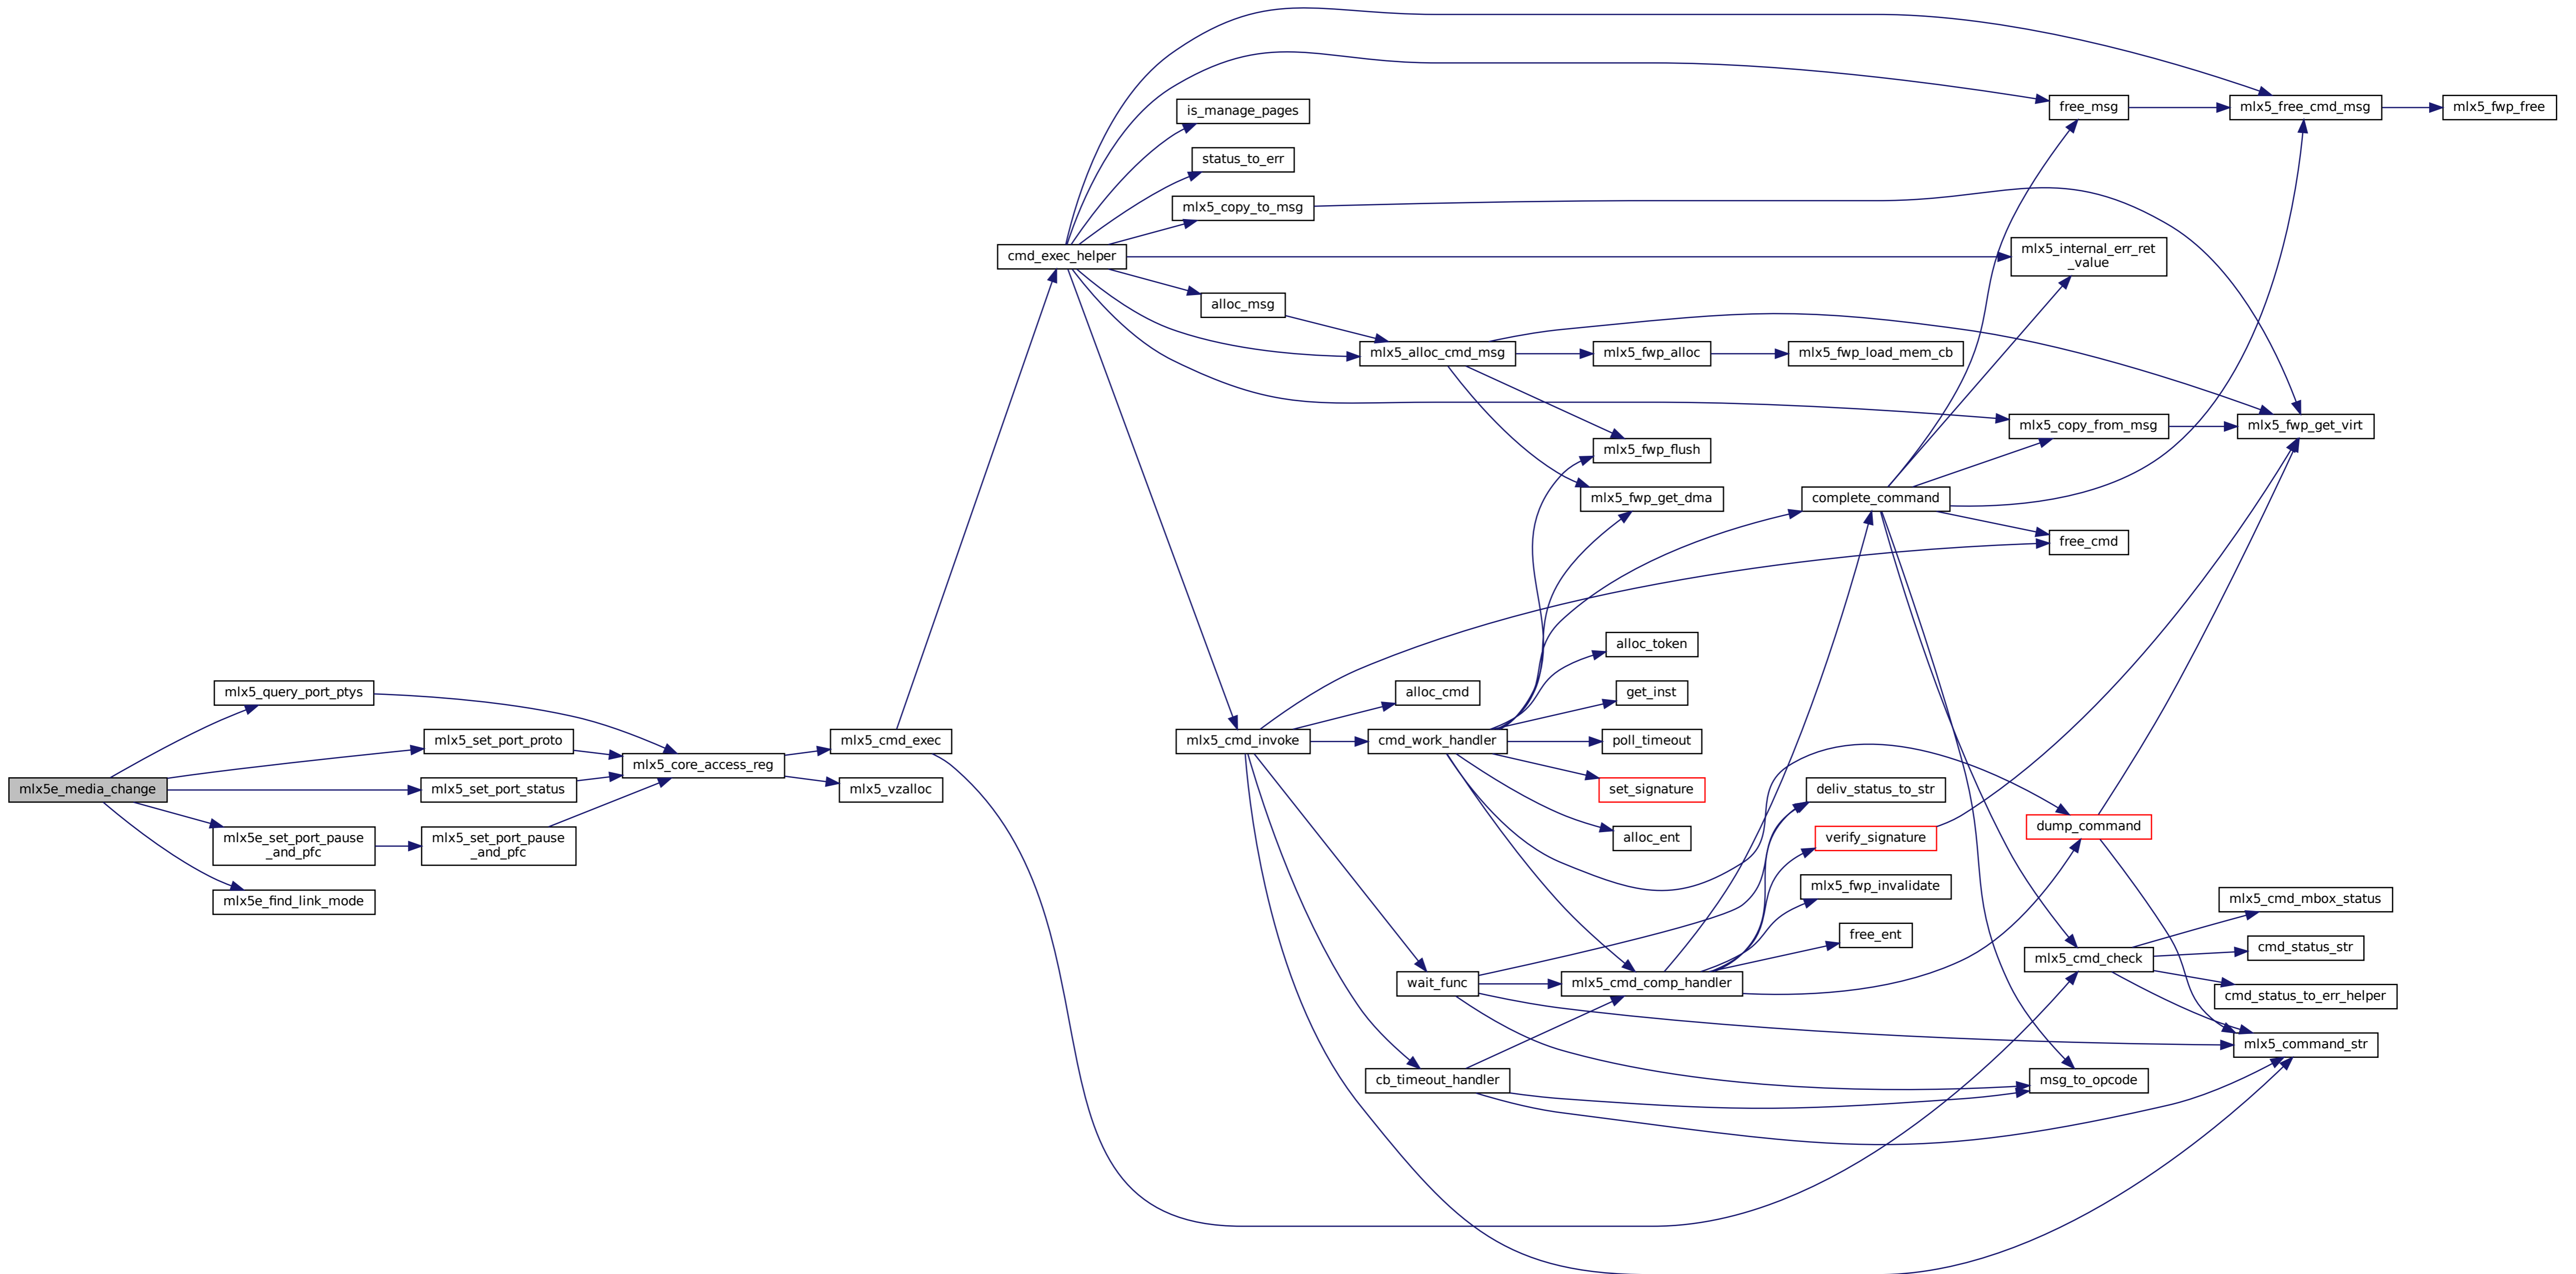 mlx5e_media_change
mlx5_query_port_ptys
mlx5_set_port_proto
mlx5_set_port_status
mlx5e_set_port_pause
_and_pfc
mlx5e_find_link_mode
mlx5_set_port_pause
_and_pfc
mlx5_core_access_reg
mlx5_cmd_exec
mlx5_vzalloc
cmd_exec_helper
is_manage_pages
status_to_err
mlx5_copy_to_msg
alloc_msg
mlx5_cmd_invoke
mlx5_alloc_cmd_msg
alloc_cmd
cmd_work_handler
wait_func
cb_timeout_handler
mlx5_fwp_alloc
mlx5_fwp_flush
mlx5_fwp_get_dma
alloc_token
get_inst
poll_timeout
set_signature
alloc_ent
mlx5_cmd_comp_handler
mlx5_fwp_load_mem_cb
complete_command
deliv_status_to_str
verify_signature
mlx5_fwp_invalidate
free_ent
free_msg
mlx5_internal_err_ret
_value
mlx5_copy_from_msg
free_cmd
dump_command
mlx5_cmd_check
msg_to_opcode
mlx5_free_cmd_msg
mlx5_fwp_get_virt
mlx5_cmd_mbox_status
cmd_status_str
cmd_status_to_err_helper
mlx5_command_str
mlx5_fwp_free